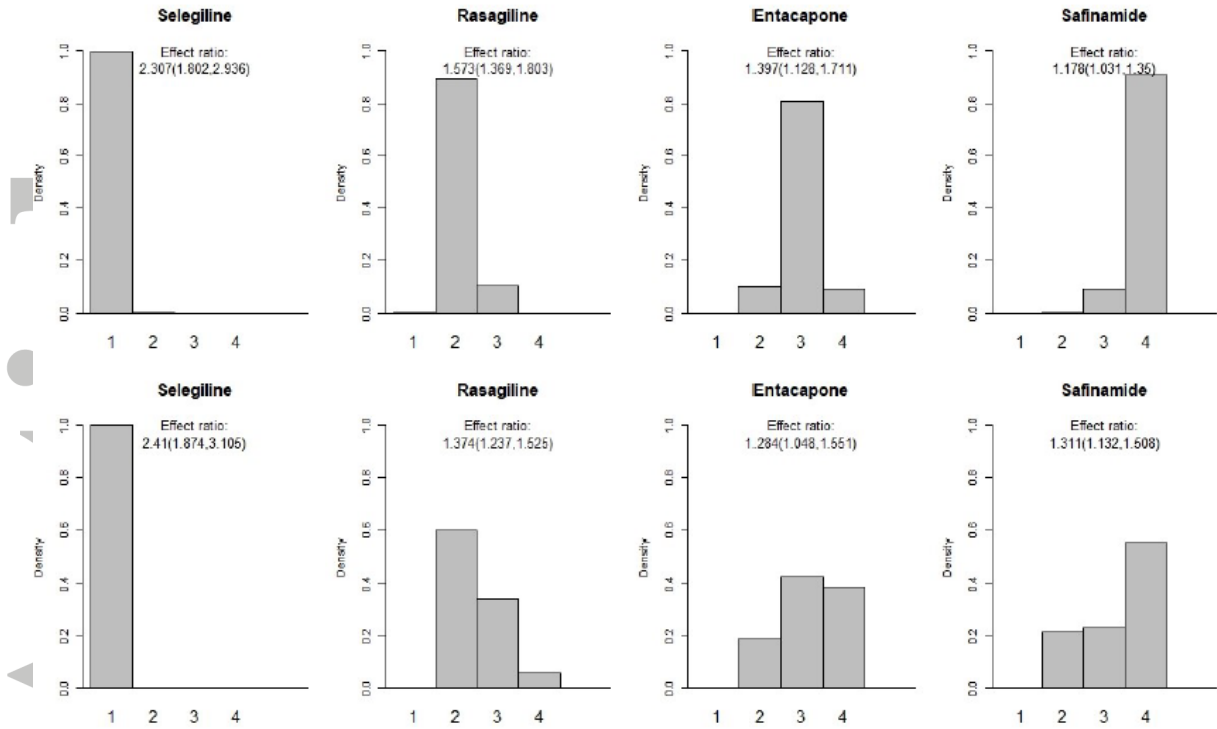 Selegiline
Effect ratio:
2.307(1.802,2.936)
Density
0.0 0.2 0.4 0.6 0.8 1.0
1 2 3 4
Rasagiline
Effect ratio:
1.573(1.369,1.803)
Density
0.0 0.2 0.4 0.6 0.8 1.0
1 2 3 4
Entacapone
Effect ratio:
1.397(1.128,1.711)
Density
0.0 0.2 0.4 0.6 0.8 1.0
1 2 3 4
Safinamide
Effect ratio:
1.178(1.031,1.35)
Density
0.0 0.2 0.4 0.6 0.8 1.0
1 2 3 4
Selegiline
Effect ratio:
2.41(1.874,3.105)
Density
0.0 0.2 0.4 0.6 0.8 1.0
1 2 3 4
Rasagiline
Effect ratio:
1.374(1.237,1.525)
Density
0.0 0.2 0.4 0.6 0.8 1.0
1 2 3 4
Entacapone
Effect ratio:
1.284(1.048,1.551)
Density
0.0 0.2 0.4 0.6 0.8 1.0
1 2 3 4
Safinamide
Effect ratio:
1.311(1.132,1.508)
Density
0.0 0.2 0.4 0.6 0.8 1.0
1 2 3 4